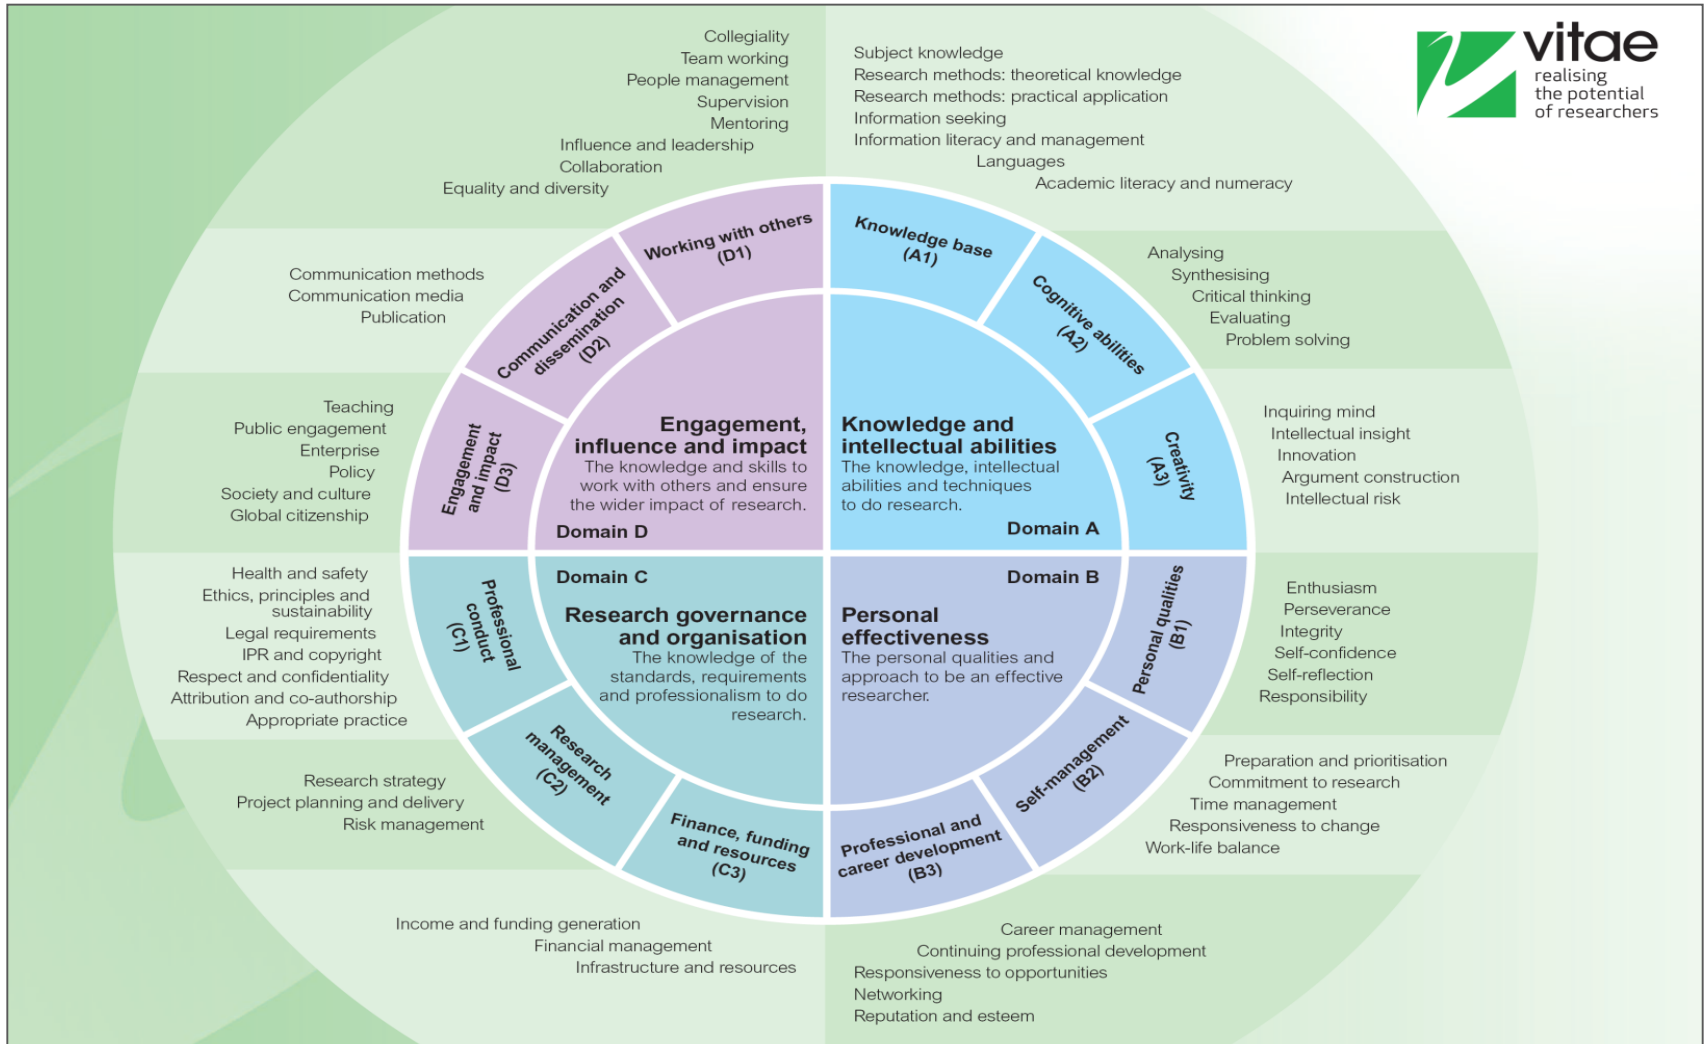 vitae
realising
the potential
of researchers
Collegiality
Team working
People management
Supervision
Mentoring
Influence and leadership
Collaboration
Equality and diversity
Subject knowledge
Research methods: theoretical knowledge
Research methods: practical application
Information seeking
Information literacy and management
Languages
Academic literacy and numeracy
Working with others
(D1)
Knowledge base
(A1)
Communication methods
Communication media
Publication
Communication and
dissemination
(D2)
Cognitive abilities
(A2)
Analysing
Synthesising
Critical thinking
Evaluating
Problem solving
Teaching
Public engagement
Enterprise
Policy
Society and culture
Global citizenship
Engagement
and impact
(D3)
Engagement,
influence and impact
The knowledge and skills to
work with others and ensure
the wider impact of research.
Domain D
Knowledge and
intellectual abilities
The knowledge, intellectual
abilities and techniques
to do research.
Domain A
Creativity
(A3)
Inquiring mind
Intellectual insight
Innovation
Argument construction
Intellectual risk
Health and safety
Ethics, principles and
sustainability
Legal requirements
IPR and copyright
Respect and confidentiality
Attribution and co-authorship
Appropriate practice
Professional
conduct
(C1)
Domain C
Research governance
and organisation
The knowledge of the
standards, requirements
and professionalism to do
research.
Domain B
Personal
effectiveness
The personal qualities and
approach to be an effective
researcher.
Personal qualities
(B1)
Enthusiasm
Perseverance
Integrity
Self-confidence
Self-reflection
Responsibility
Research strategy
Project planning and delivery
Risk management
Research
management
(C2)
Self-management
(B2)
Preparation and prioritisation
Commitment to research
Time management
Responsiveness to change
Work-life balance
Finance, funding
and resources
(C3)
Professional and
career development
(B3)
Income and funding generation
Financial management
Infrastructure and resources
Career management
Continuing professional development
Responsiveness to opportunities
Networking
Reputation and esteem